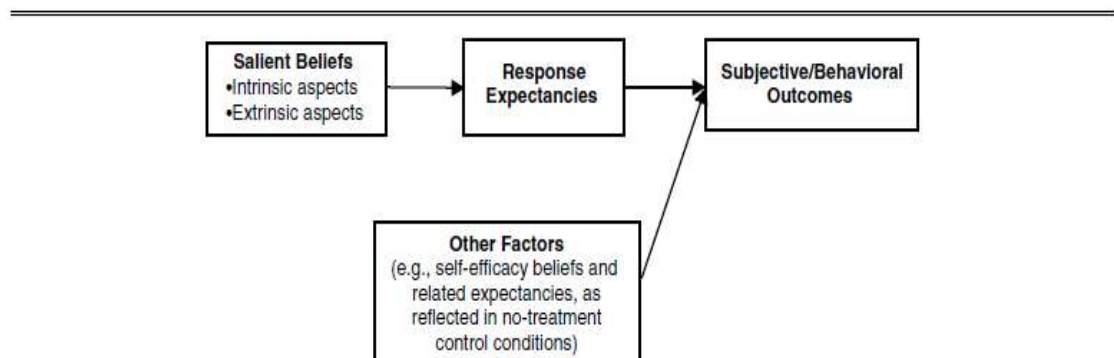 Salient Beliefs
•Intrinsic aspects
•Extrinsic aspects
Response
Expectancies
Subjective/Behavioral
Outcomes
Other Factors
(e.g., self-efficacy beliefs and
related expectancies, as
reflected in no-treatment
control conditions)